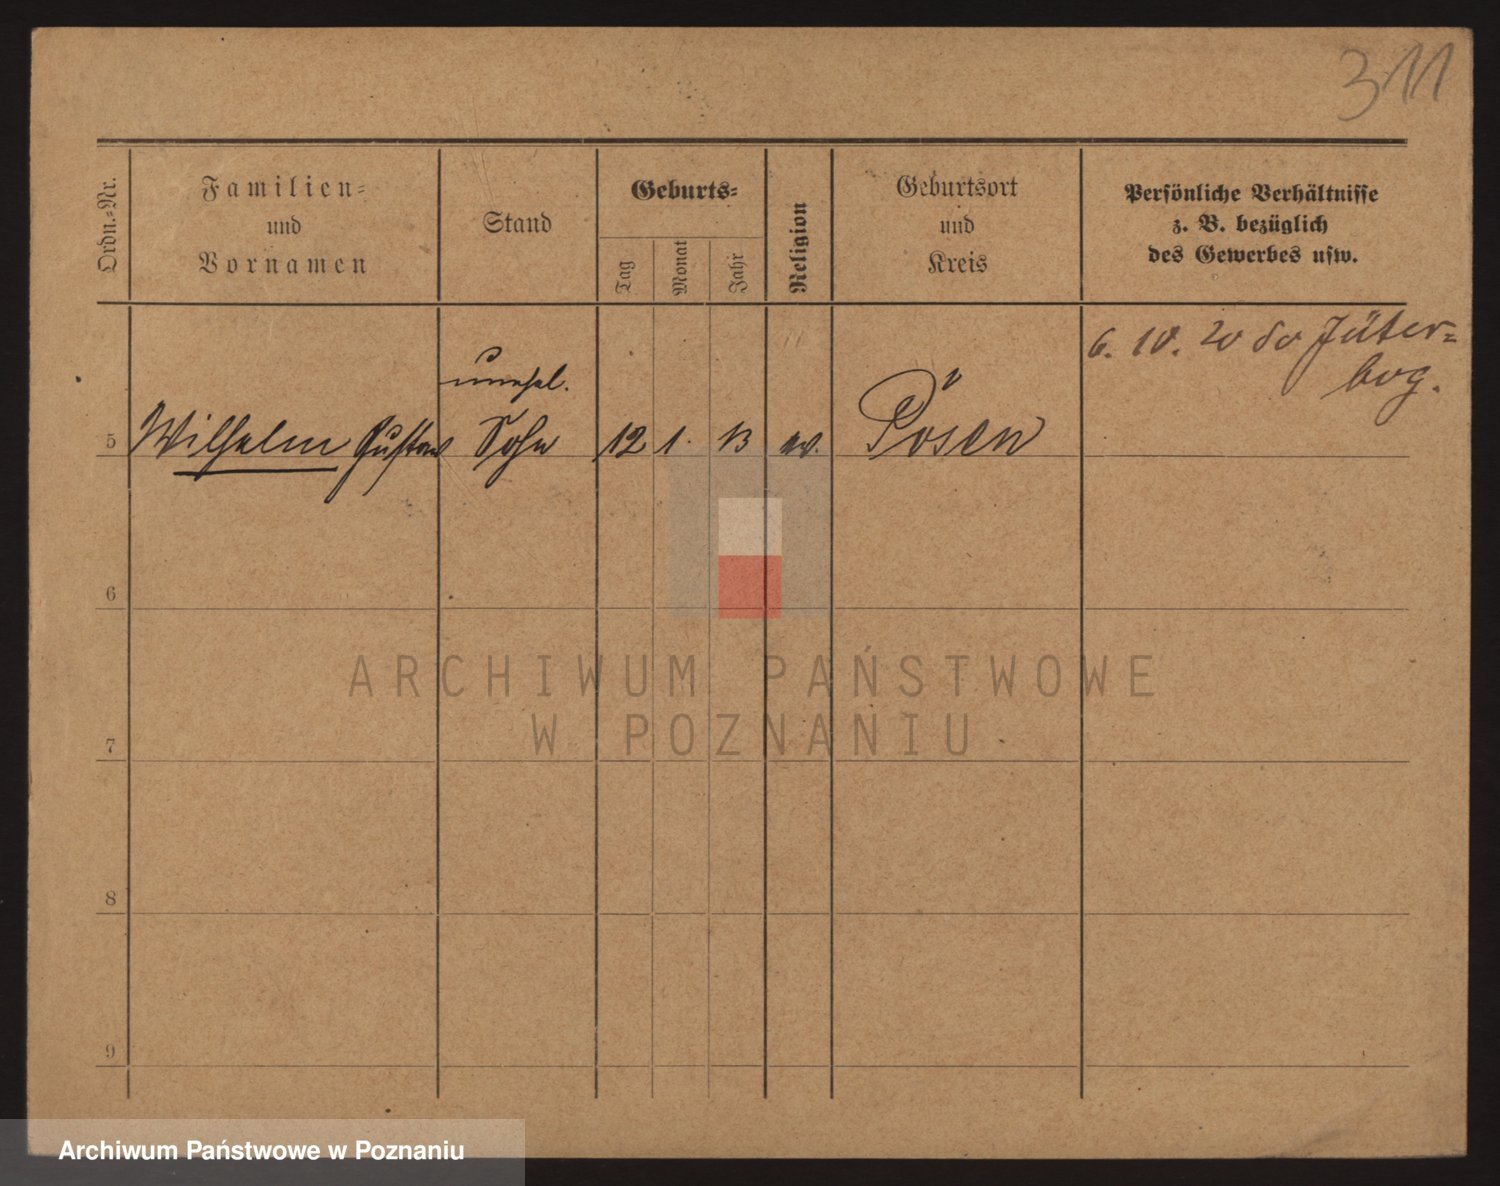 311
Ordn.=Nr.
Familien=
und
Vornamen
Stand
Geburts=
Tag
Monat
Jahr
Religion
Geburtsort
und
Kreis
Persönliche Verhältnisse
z. B. bezüglich
des Gewerbes usw.
6. 10. 20 Jüter=
bog.
unehel.
5 Wilhelm Gustav Sohn 12 1. 13 ev. Posen
6
7
8
9
ARCHIWUM PAŃSTWOWE
W POZNANIU
Archiwum Państwowe w Poznaniu